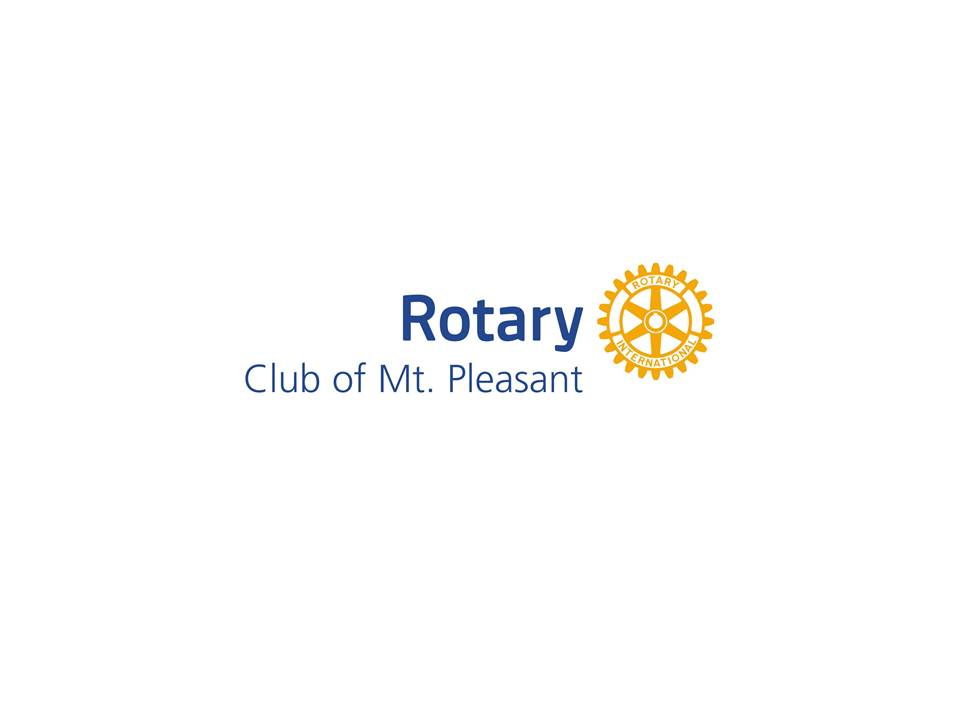 Rotary
Club of Mt. Pleasant
ROTARY
INTERNATIONAL